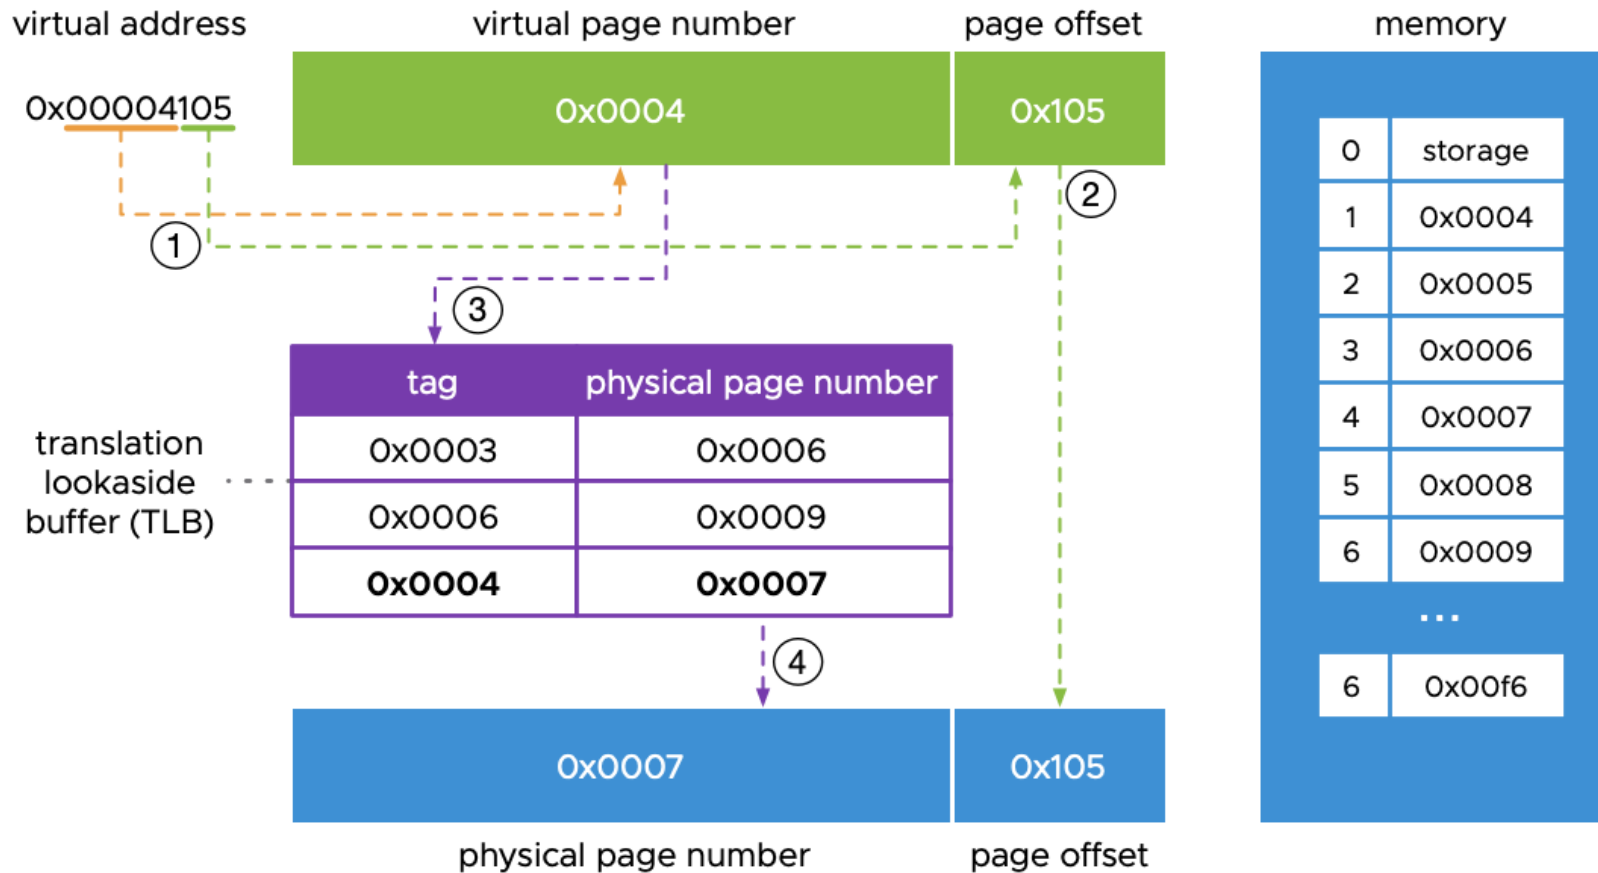 virtual address
virtual page number
page offset
memory
0x00004105
0x0004
0x105
1
2
3
tag
physical page number
0x0003
0x0006
0x0006
0x0009
0x0004
0x0007
translation
lookaside
buffer (TLB)
4
0x0007
0x105
physical page number
page offset
0 storage
1 0x0004
2 0x0005
3 0x0006
4 0x0007
5 0x0008
6 0x0009
...
6 0x00f6